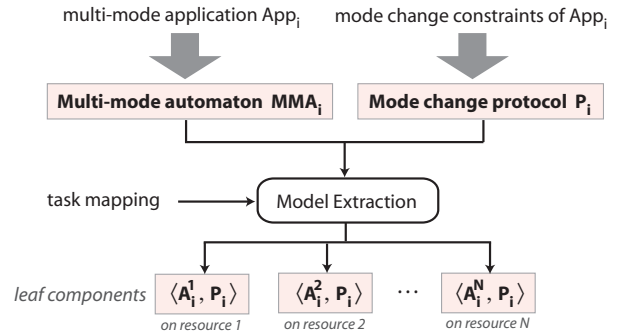 multi-mode application Appᵢ
mode change constraints of Appᵢ
Multi-mode automaton MMAᵢ
Mode change protocol Pᵢ
task mapping
Model Extraction
leaf components
⟨Aᵢ¹, Pᵢ⟩
⟨Aᵢ², Pᵢ⟩
⋯
⟨Aᵢᴺ, Pᵢ⟩
on resource 1
on resource 2
on resource N